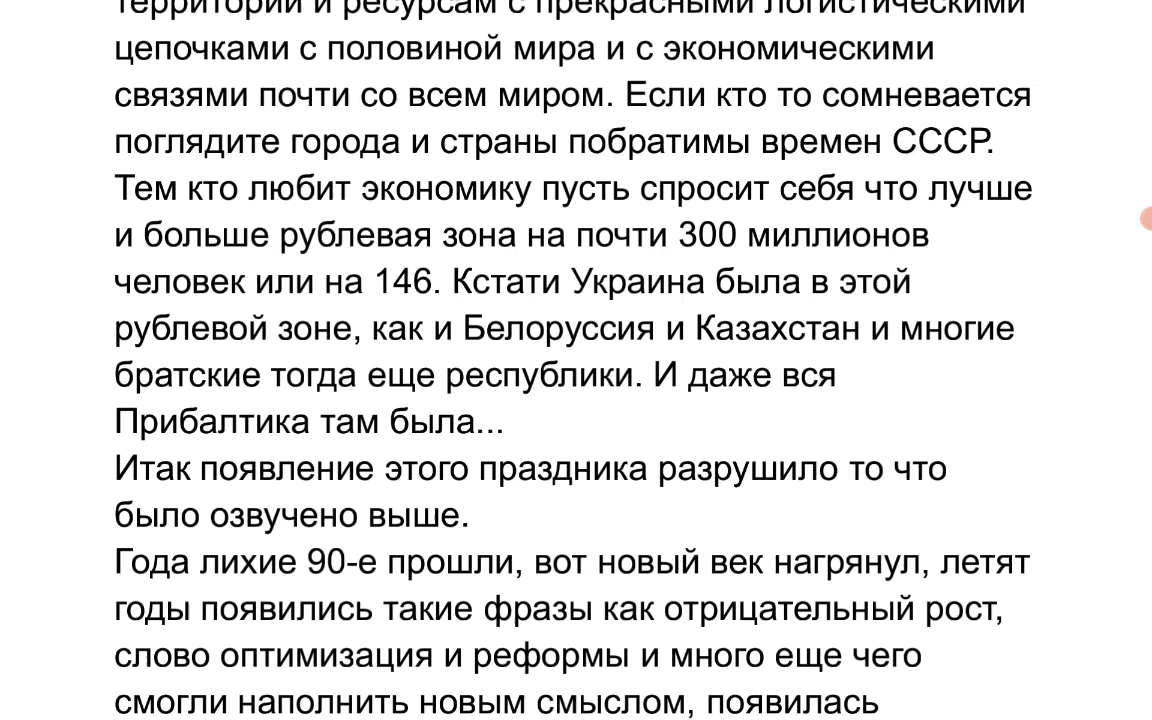 территории и ресурсам с прекрасными логистическими
цепочками с половиной мира и с экономическими
связями почти со всем миром. Если кто то сомневается
поглядите города и страны побратимы времен СССР.
Тем кто любит экономику пусть спросит себя что лучше
и больше рублевая зона на почти 300 миллионов
человек или на 146. Кстати Украина была в этой
рублевой зоне, как и Белоруссия и Казахстан и многие
братские тогда еще республики. И даже вся
Прибалтика там была...
Итак появление этого праздника разрушило то что
было озвучено выше.
Года лихие 90-е прошли, вот новый век нагрянул, летят
годы появились такие фразы как отрицательный рост,
слово оптимизация и реформы и много еще чего
смогли наполнить новым смыслом, появилась